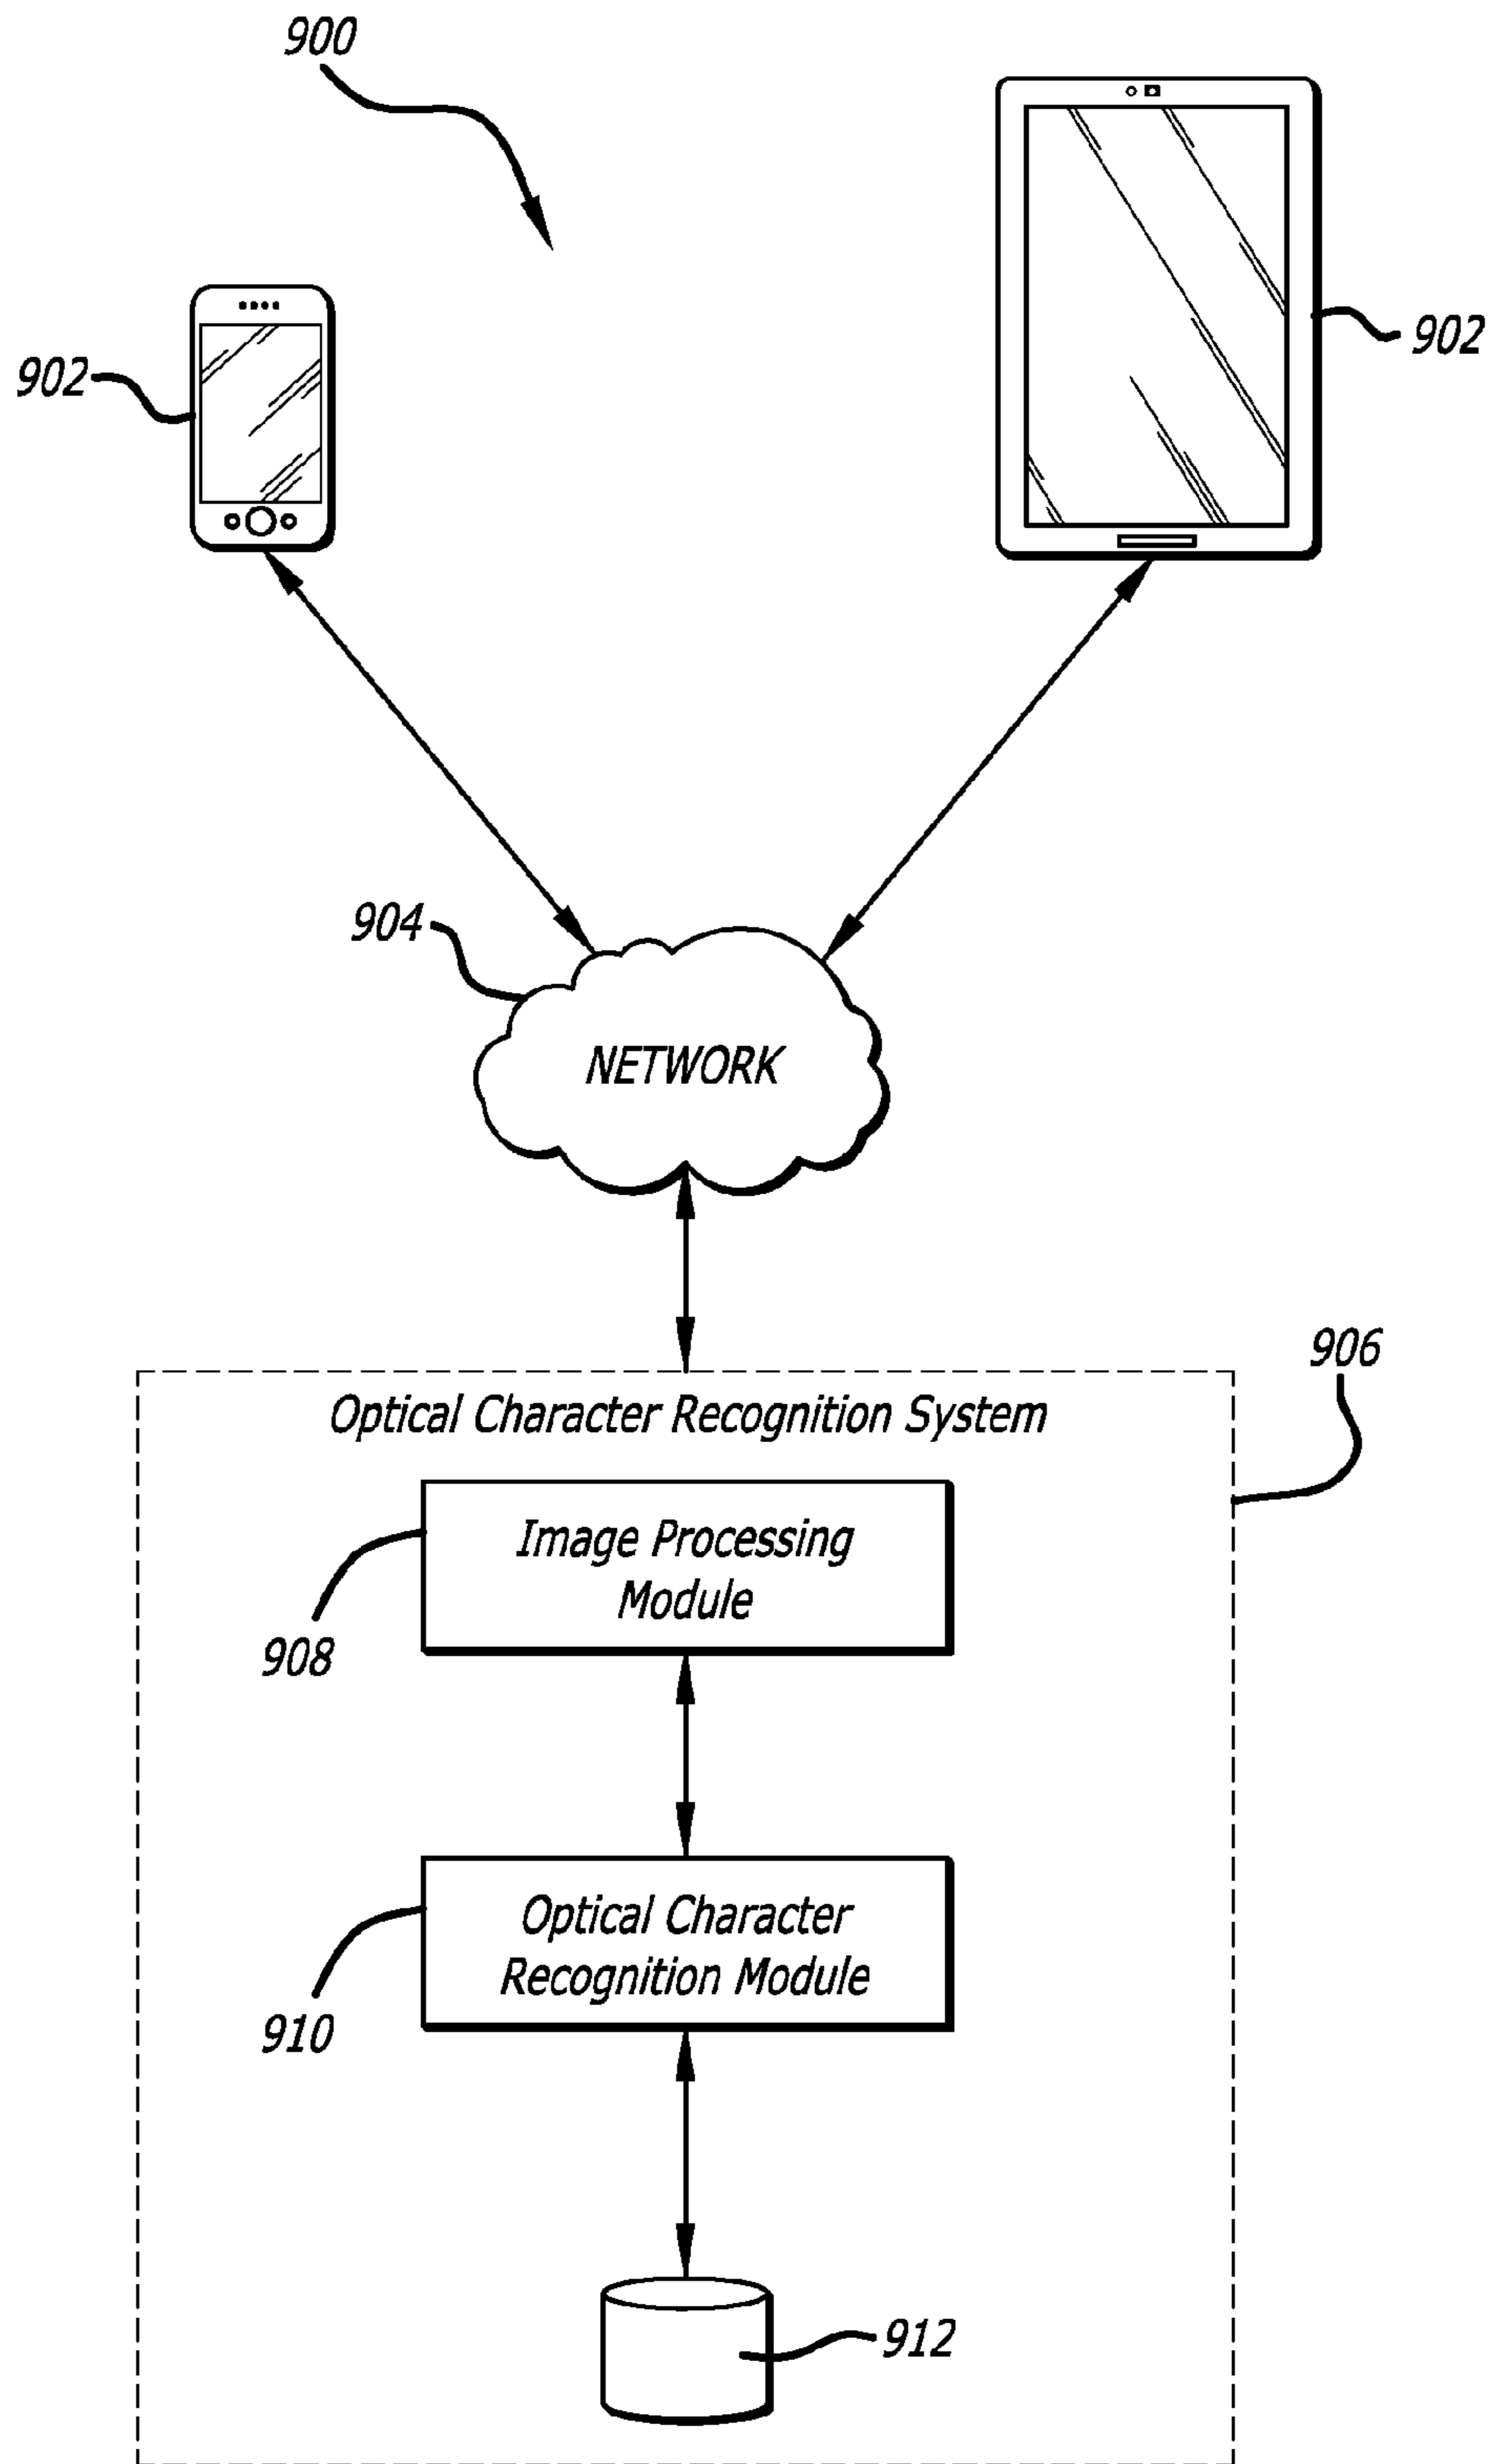 900
902
902
904
NETWORK
906
Optical Character Recognition System
Image Processing
Module
908
Optical Character
Recognition Module
910
912